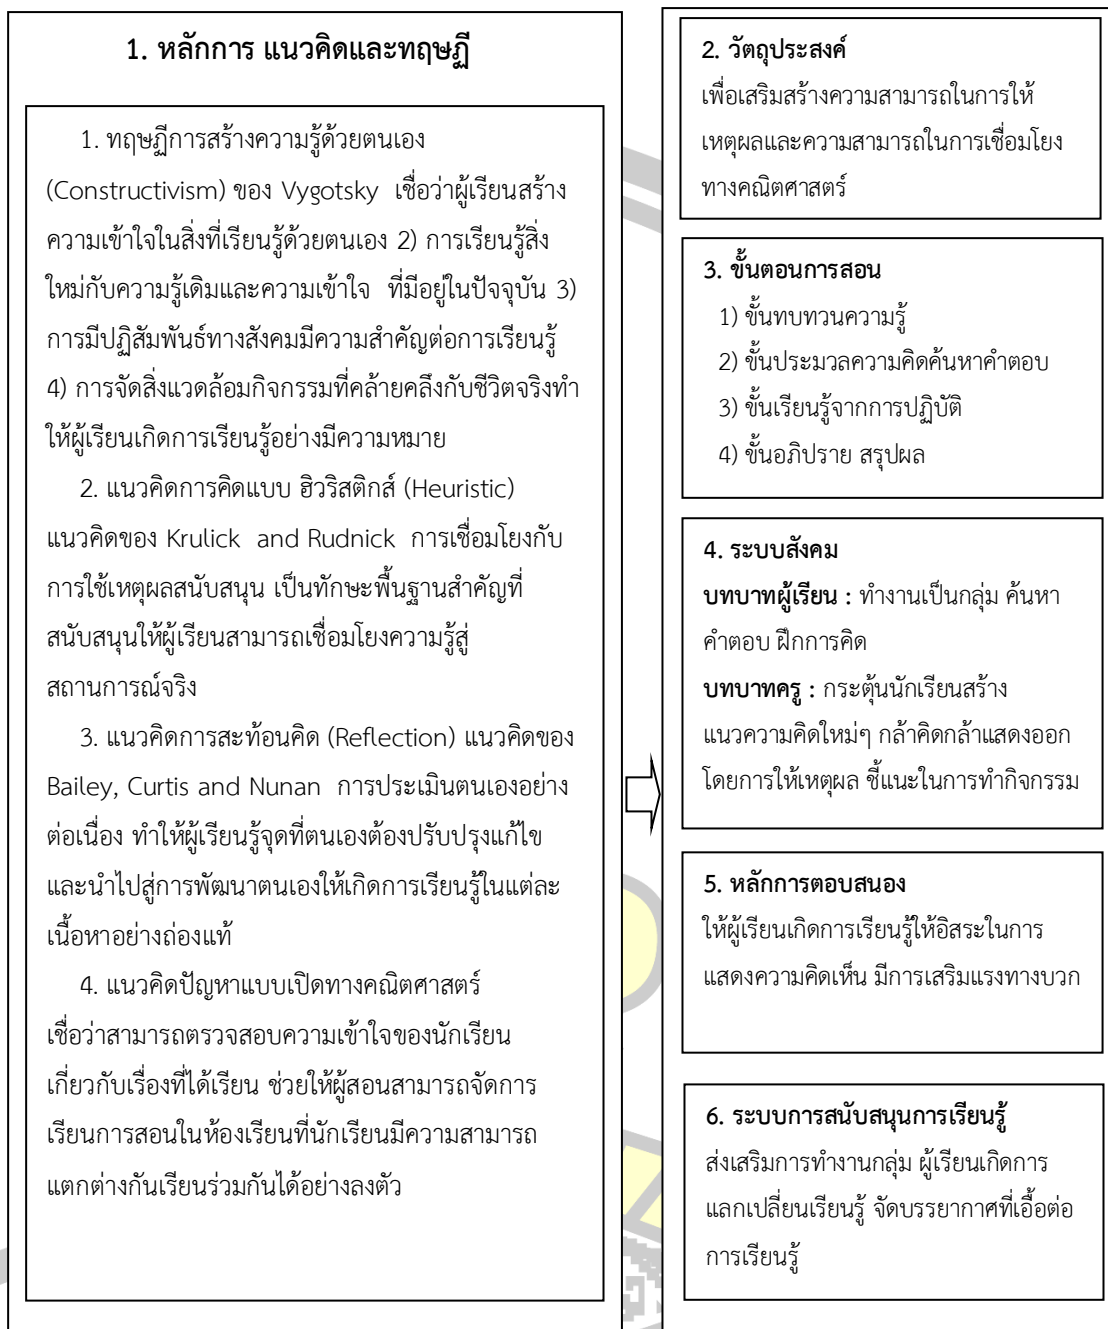 1. หลักการ แนวคิดและทฤษฏี
1. ทฤษฏีการสร้างความรู้ด้วยตนเอง
(Constructivism) ของ Vygotsky เชื่อว่าผู้เรียนสร้าง
ความเข้าใจในสิ่งที่เรียนรู้ด้วยตนเอง 2) การเรียนรู้สิ่ง
ใหม่กับความรู้เดิมและความเข้าใจ ที่มีอยู่ในปัจจุบัน 3)
การมีปฏิสัมพันธ์ทางสังคมมีความสำคัญต่อการเรียนรู้
4) การจัดสิ่งแวดล้อมกิจกรรมที่คล้ายคลึงกับชีวิตจริงทำ
ให้ผู้เรียนเกิดการเรียนรู้อย่างมีความหมาย
2. แนวคิดการคิดแบบ ฮิวริสติกส์ (Heuristic)
แนวคิดของ Krulick and Rudnick การเชื่อมโยงกับ
การใช้เหตุผลสนับสนุน เป็นทักษะพื้นฐานสำคัญที่
สนับสนุนให้ผู้เรียนสามารถเชื่อมโยงความรู้สู่
สถานการณ์จริง
3. แนวคิดการสะท้อนคิด (Reflection) แนวคิดของ
Bailey, Curtis and Nunan การประเมินตนเองอย่าง
ต่อเนื่อง ทำให้ผู้เรียนรู้จุดที่ตนเองต้องปรับปรุงแก้ไข
และนำไปสู่การพัฒนาตนเองให้เกิดการเรียนรู้ในแต่ละ
เนื้อหาอย่างถ่องแท้
4. แนวคิดปัญหาแบบเปิดทางคณิตศาสตร์
เชื่อว่าสามารถตรวจสอบความเข้าใจของนักเรียน
เกี่ยวกับเรื่องที่ได้เรียน ช่วยให้ผู้สอนสามารถจัดการ
เรียนการสอนในห้องเรียนที่นักเรียนมีความสามารถ
แตกต่างกันเรียนร่วมกันได้อย่างลงตัว
2. วัตถุประสงค์
เพื่อเสริมสร้างความสามารถในการให้
เหตุผลและความสามารถในการเชื่อมโยง
ทางคณิตศาสตร์
3. ขั้นตอนการสอน
1) ขั้นทบทวนความรู้
2) ขั้นประมวลความคิดค้นหาคำตอบ
3) ขั้นเรียนรู้จากการปฏิบัติ
4) ขั้นอภิปราย สรุปผล
4. ระบบสังคม
บทบาทผู้เรียน : ทำงานเป็นกลุ่ม ค้นหา
คำตอบ ฝึกการคิด
บทบาทครู : กระตุ้นนักเรียนสร้าง
แนวความคิดใหม่ๆ กล้าคิดกล้าแสดงออก
โดยการให้เหตุผล ชี้แนะในการทำกิจกรรม
5. หลักการตอบสนอง
ให้ผู้เรียนเกิดการเรียนรู้ให้อิสระในการ
แสดงความคิดเห็น มีการเสริมแรงทางบวก
6. ระบบการสนับสนุนการเรียนรู้
ส่งเสริมการทำงานกลุ่ม ผู้เรียนเกิดการ
แลกเปลี่ยนเรียนรู้ จัดบรรยากาศที่เอื้อต่อ
การเรียนรู้